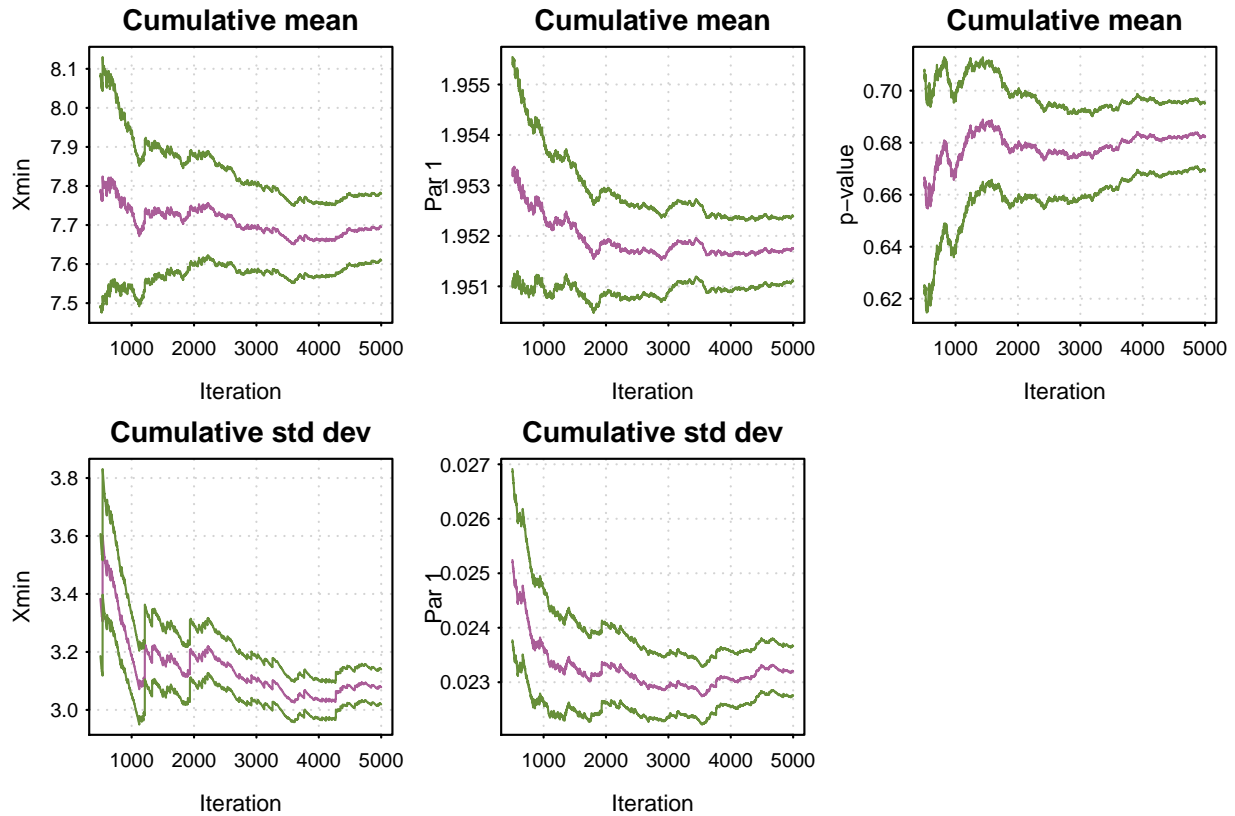 Cumulative mean
Xmin
8.1
8.0
7.9
7.8
7.7
7.6
7.5
1000 2000 3000 4000 5000
Iteration
Cumulative mean
Par 1
1.955
1.954
1.953
1.952
1.951
1000 2000 3000 4000 5000
Iteration
Cumulative mean
p−value
0.70
0.68
0.66
0.64
0.62
1000 2000 3000 4000 5000
Iteration
Cumulative std dev
Xmin
3.8
3.6
3.4
3.2
3.0
1000 2000 3000 4000 5000
Iteration
Cumulative std dev
Par 1
0.027
0.026
0.025
0.024
0.023
1000 2000 3000 4000 5000
Iteration